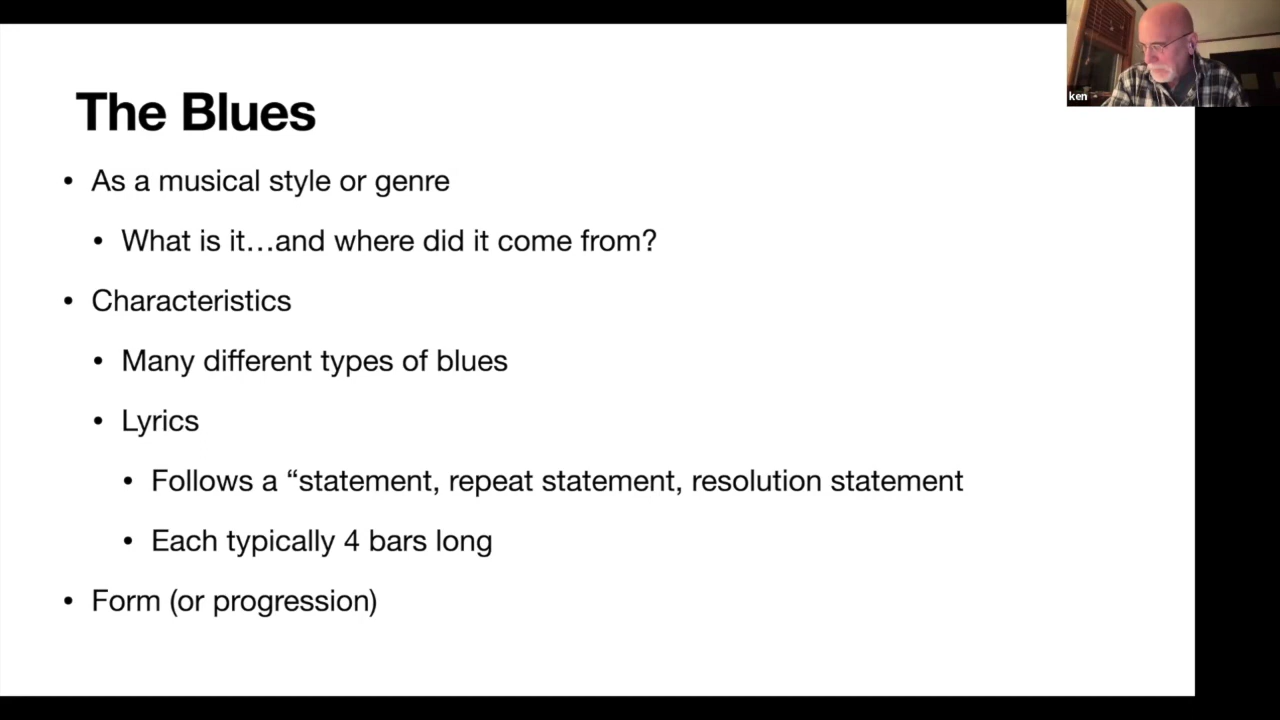 The Blues
• As a musical style or genre
• What is it…and where did it come from?
• Characteristics
• Many different types of blues
• Lyrics
• Follows a “statement, repeat statement, resolution statement
• Each typically 4 bars long
• Form (or progression)
ken